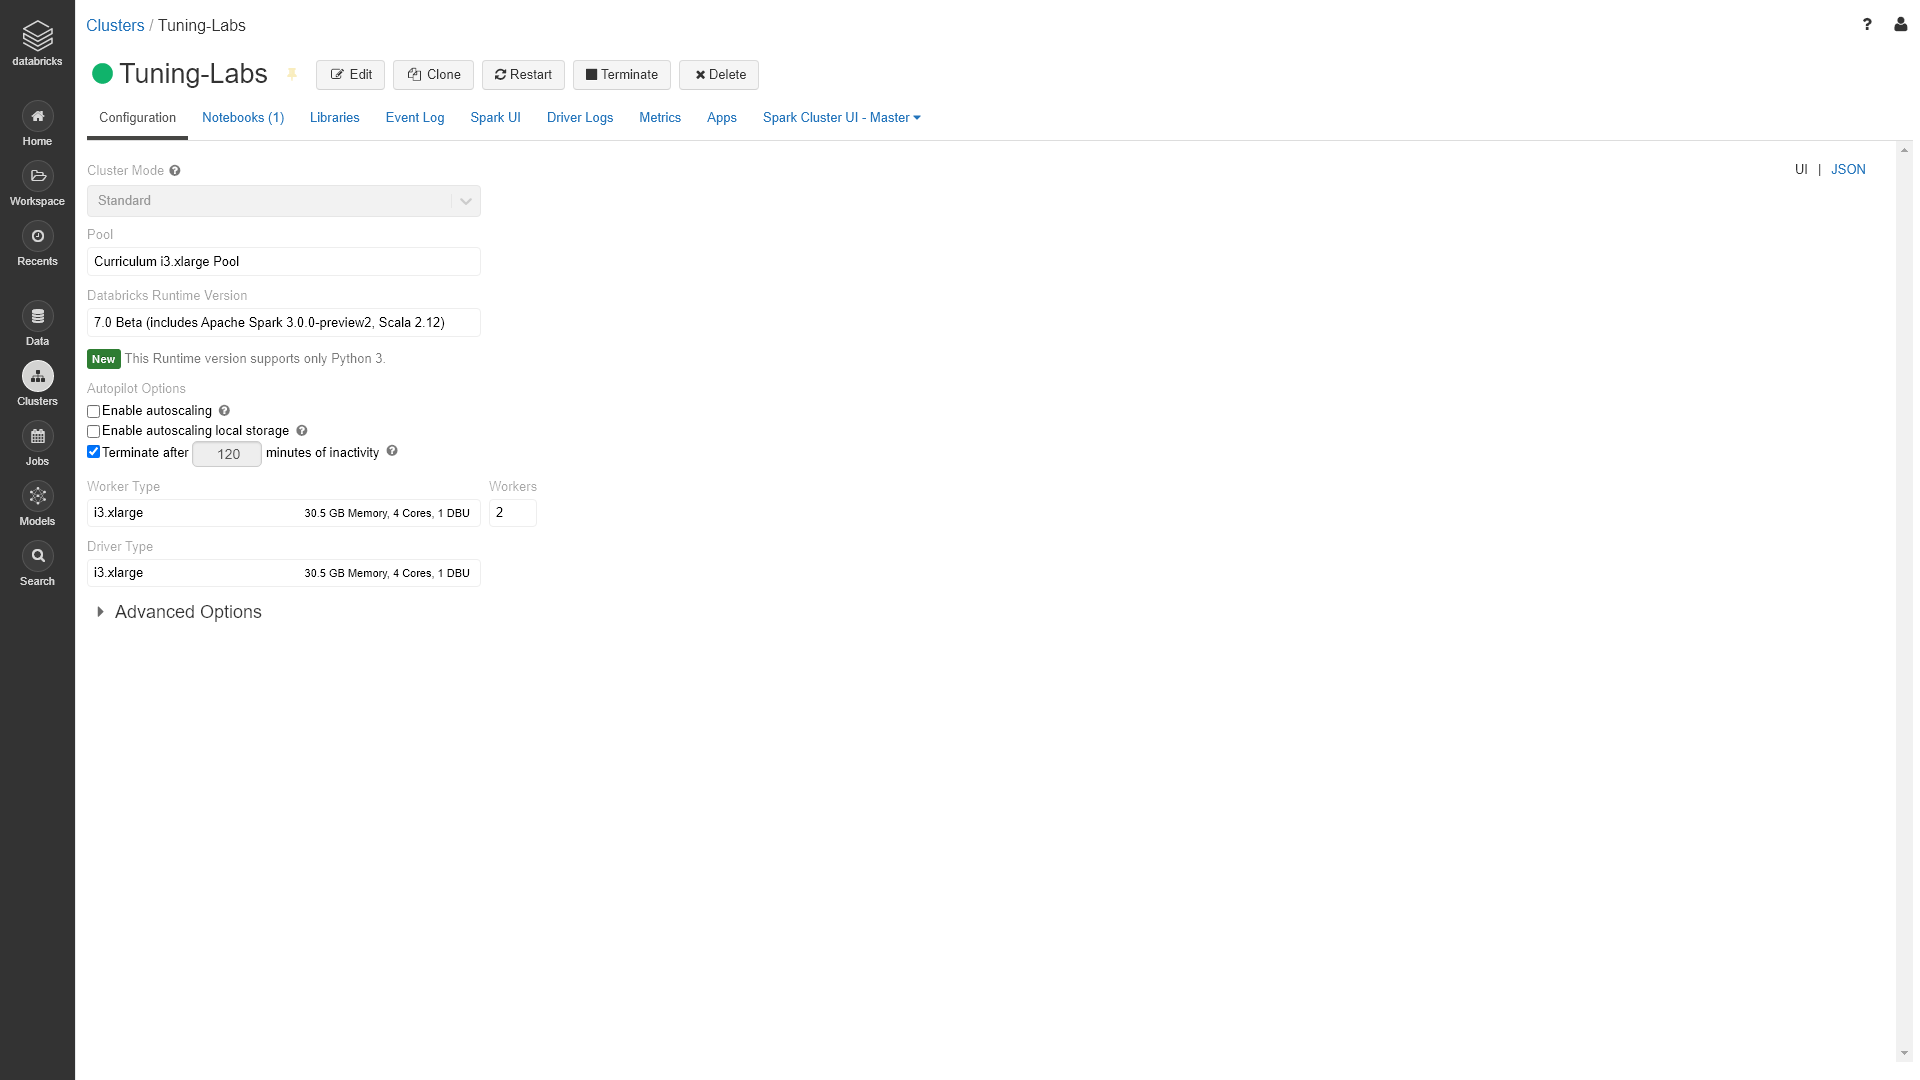 databricks
Home
Workspace
Recents
Data
Clusters
Jobs
Models
Search
Clusters / Tuning-Labs
?
Tuning-Labs Edit Clone Restart Terminate Delete
Configuration Notebooks (1) Libraries Event Log Spark UI Driver Logs Metrics Apps Spark Cluster UI - Master
UI | JSON
Cluster Mode ?
Standard
Pool
Curriculum i3.xlarge Pool
Databricks Runtime Version
7.0 Beta (includes Apache Spark 3.0.0-preview2, Scala 2.12)
New This Runtime version supports only Python 3.
Autopilot Options
Enable autoscaling ?
Enable autoscaling local storage ?
Terminate after 120 minutes of inactivity ?
Worker Type Workers
i3.xlarge 30.5 GB Memory, 4 Cores, 1 DBU 2
Driver Type
i3.xlarge 30.5 GB Memory, 4 Cores, 1 DBU
Advanced Options